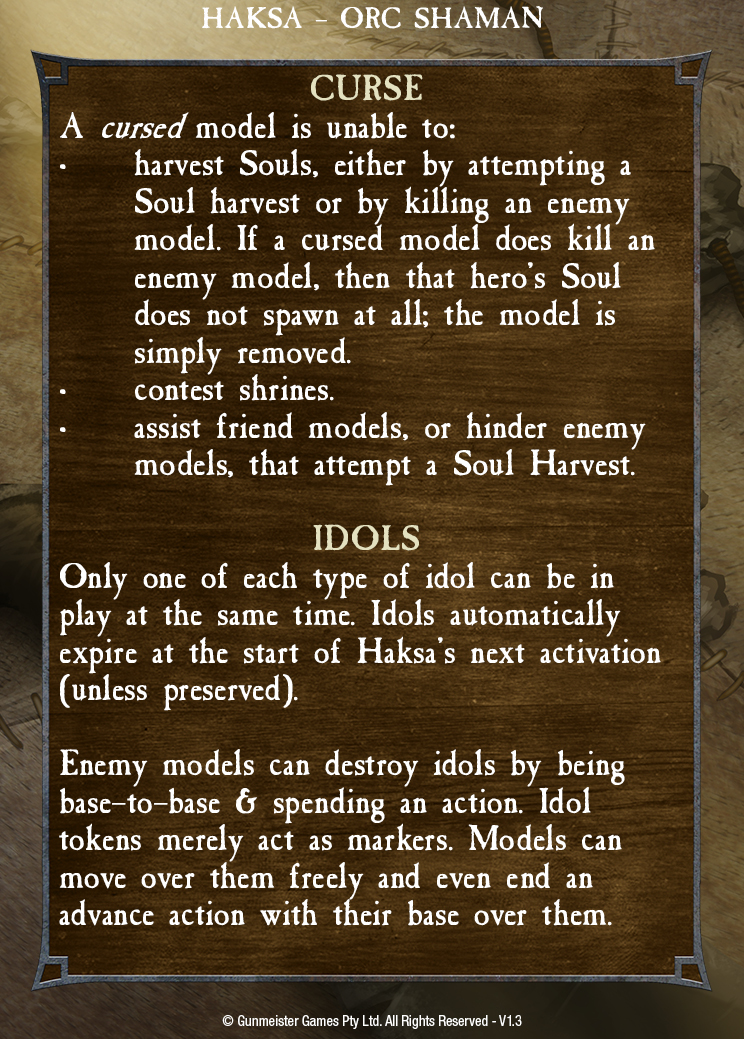 HAKSA – ORC SHAMAN
CURSE
A cursed model is unable to:
• harvest Souls, either by attempting a
Soul harvest or by killing an enemy
model. If a cursed model does kill an
enemy model, then that hero's Soul
does not spawn at all; the model is
simply removed.
• contest shrines.
• assist friend models, or hinder enemy
models, that attempt a Soul Harvest.
IDOLS
Only one of each type of idol can be in
play at the same time. Idols automatically
expire at the start of Haksa's next activation
(unless preserved).
Enemy models can destroy idols by being
base-to-base & spending an action. Idol
tokens merely act as markers. Models can
move over them freely and even end an
advance action with their base over them.
© Gunmeister Games Pty Ltd. All Rights Reserved - V1.3